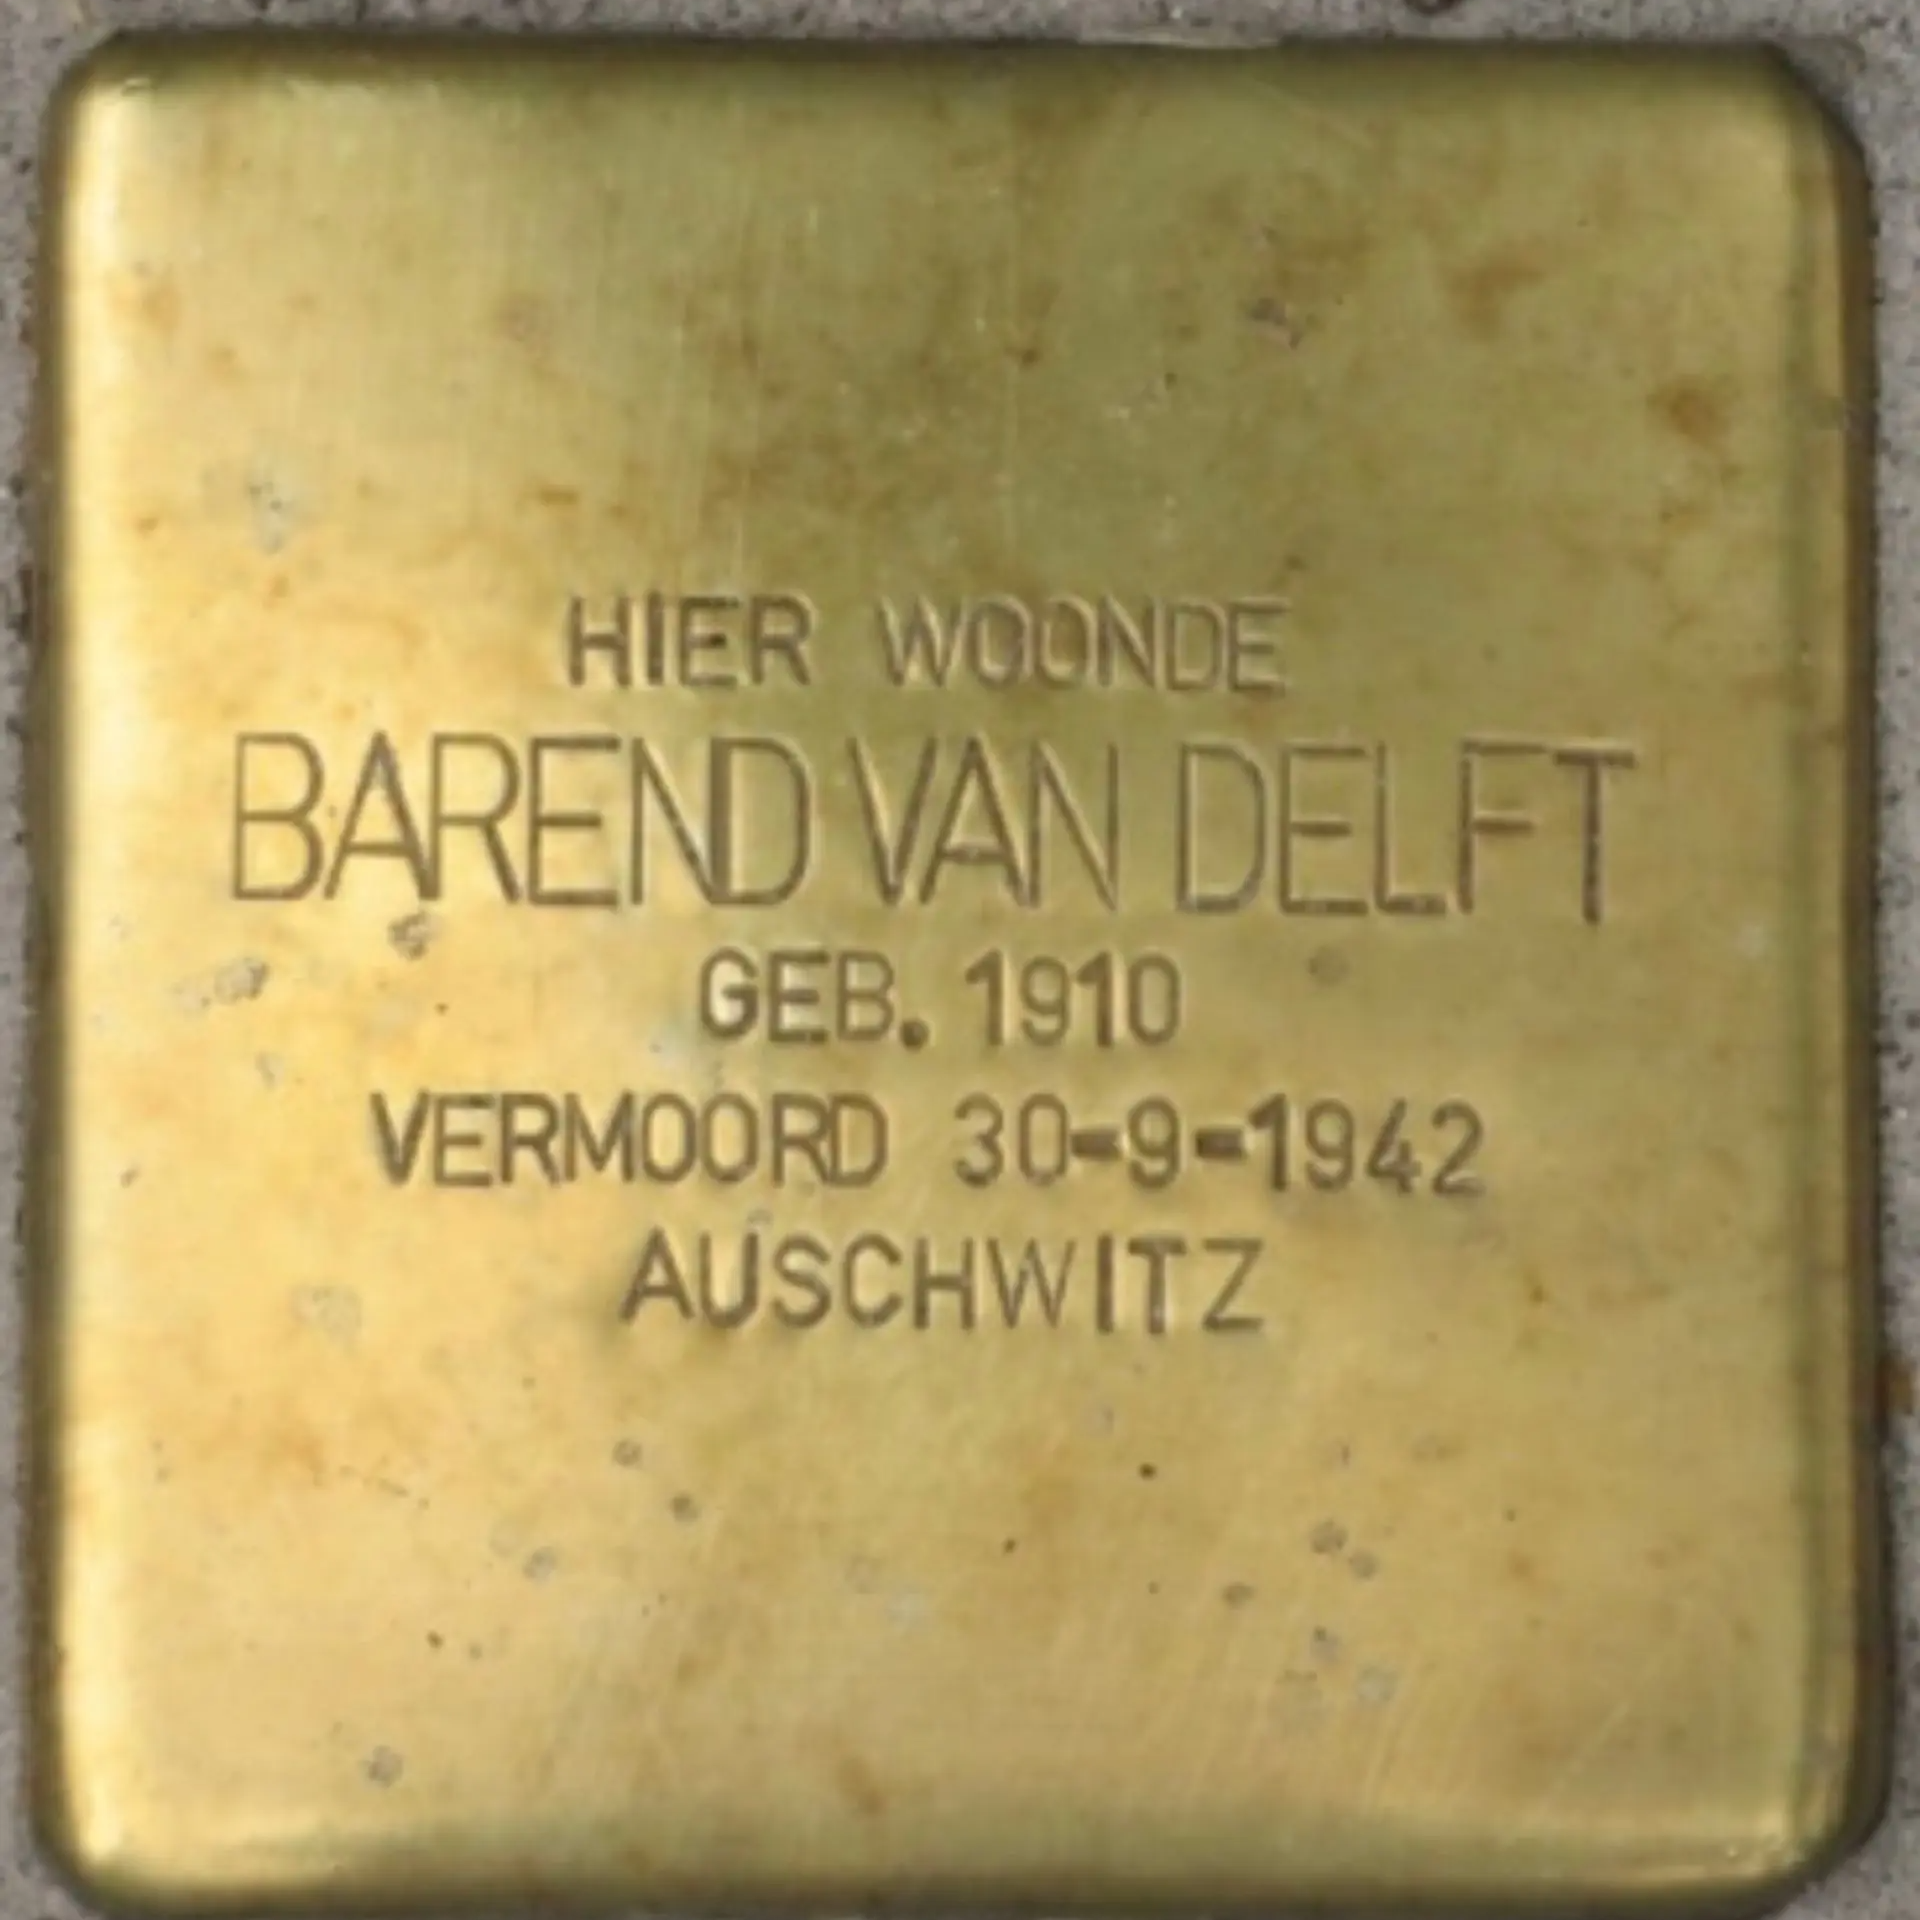 HIER WOONDE
BAREND VAN DELFT
GEB. 1910
VERMOORD 30-9-1942
AUSCHWITZ